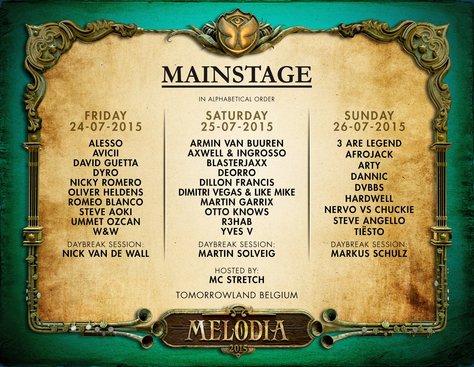 MAINSTAGE
IN ALPHABETICAL ORDER
FRIDAY
24-07-2015
ALESSO
AVICII
DAVID GUETTA
DYRO
NICKY ROMERO
OLIVER HELDENS
ROMEO BLANCO
STEVE AOKI
UMMET OZCAN
W&W
DAYBREAK SESSION:
NICK VAN DE WALL
SATURDAY
25-07-2015
ARMIN VAN BUUREN
AXWELL & INGROSSO
BLASTERJAXX
DEORRO
DILLON FRANCIS
DIMITRI VEGAS & LIKE MIKE
MARTIN GARRIX
OTTO KNOWS
R3HAB
YVES V
DAYBREAK SESSION:
MARTIN SOLVEIG
SUNDAY
26-07-2015
3 ARE LEGEND
AFROJACK
ARTY
DANNIC
DVBBS
HARDWELL
NERVO VS CHUCKIE
STEVE ANGELLO
TIËSTO
DAYBREAK SESSION:
MARKUS SCHULZ
HOSTED BY:
MC STRETCH
TOMORROWLAND BELGIUM
MELODIA
2015